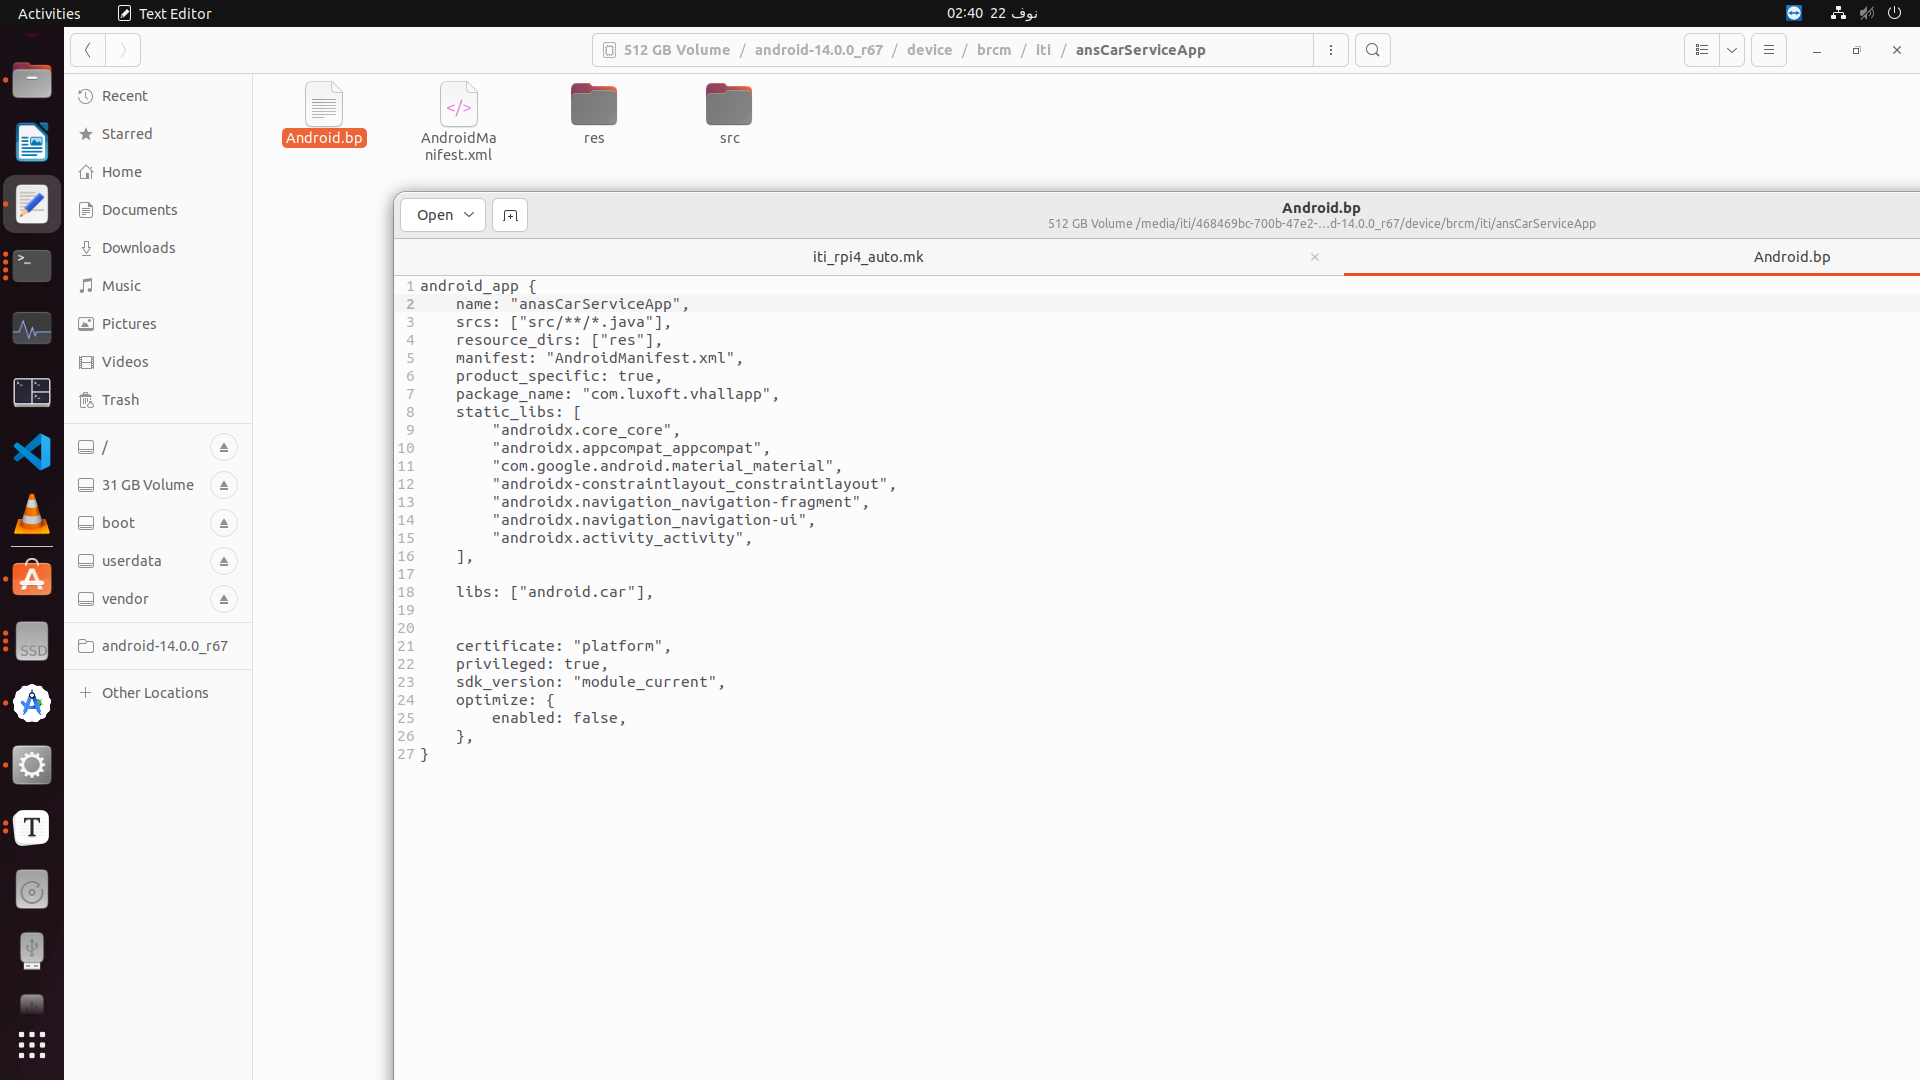 Activities
Text Editor
02:40 22 نوف
512 GB Volume / android-14.0.0_r67 / device / brcm / iti / ansCarServiceApp
Recent
Starred
Home
Documents
Downloads
Music
Pictures
Videos
Trash
/
31 GB Volume
boot
userdata
vendor
android-14.0.0_r67
Other Locations
Android.bp
AndroidMa
nifest.xml
res
src
Open
Android.bp
512 GB Volume /media/iti/468469bc-700b-47e2-…d-14.0.0_r67/device/brcm/iti/ansCarServiceApp
iti_rpi4_auto.mk
Android.bp
1 android_app {
2     name: "anasCarServiceApp",
3     srcs: ["src/**/*.java"],
4     resource_dirs: ["res"],
5     manifest: "AndroidManifest.xml",
6     product_specific: true,
7     package_name: "com.luxoft.vhallapp",
8     static_libs: [
9         "androidx.core_core",
10         "androidx.appcompat_appcompat",
11         "com.google.android.material_material",
12         "androidx-constraintlayout_constraintlayout",
13         "androidx.navigation_navigation-fragment",
14         "androidx.navigation_navigation-ui",
15         "androidx.activity_activity",
16     ],
17
18     libs: ["android.car"],
19
20
21     certificate: "platform",
22     privileged: true,
23     sdk_version: "module_current",
24     optimize: {
25         enabled: false,
26     },
27 }
SSD
T